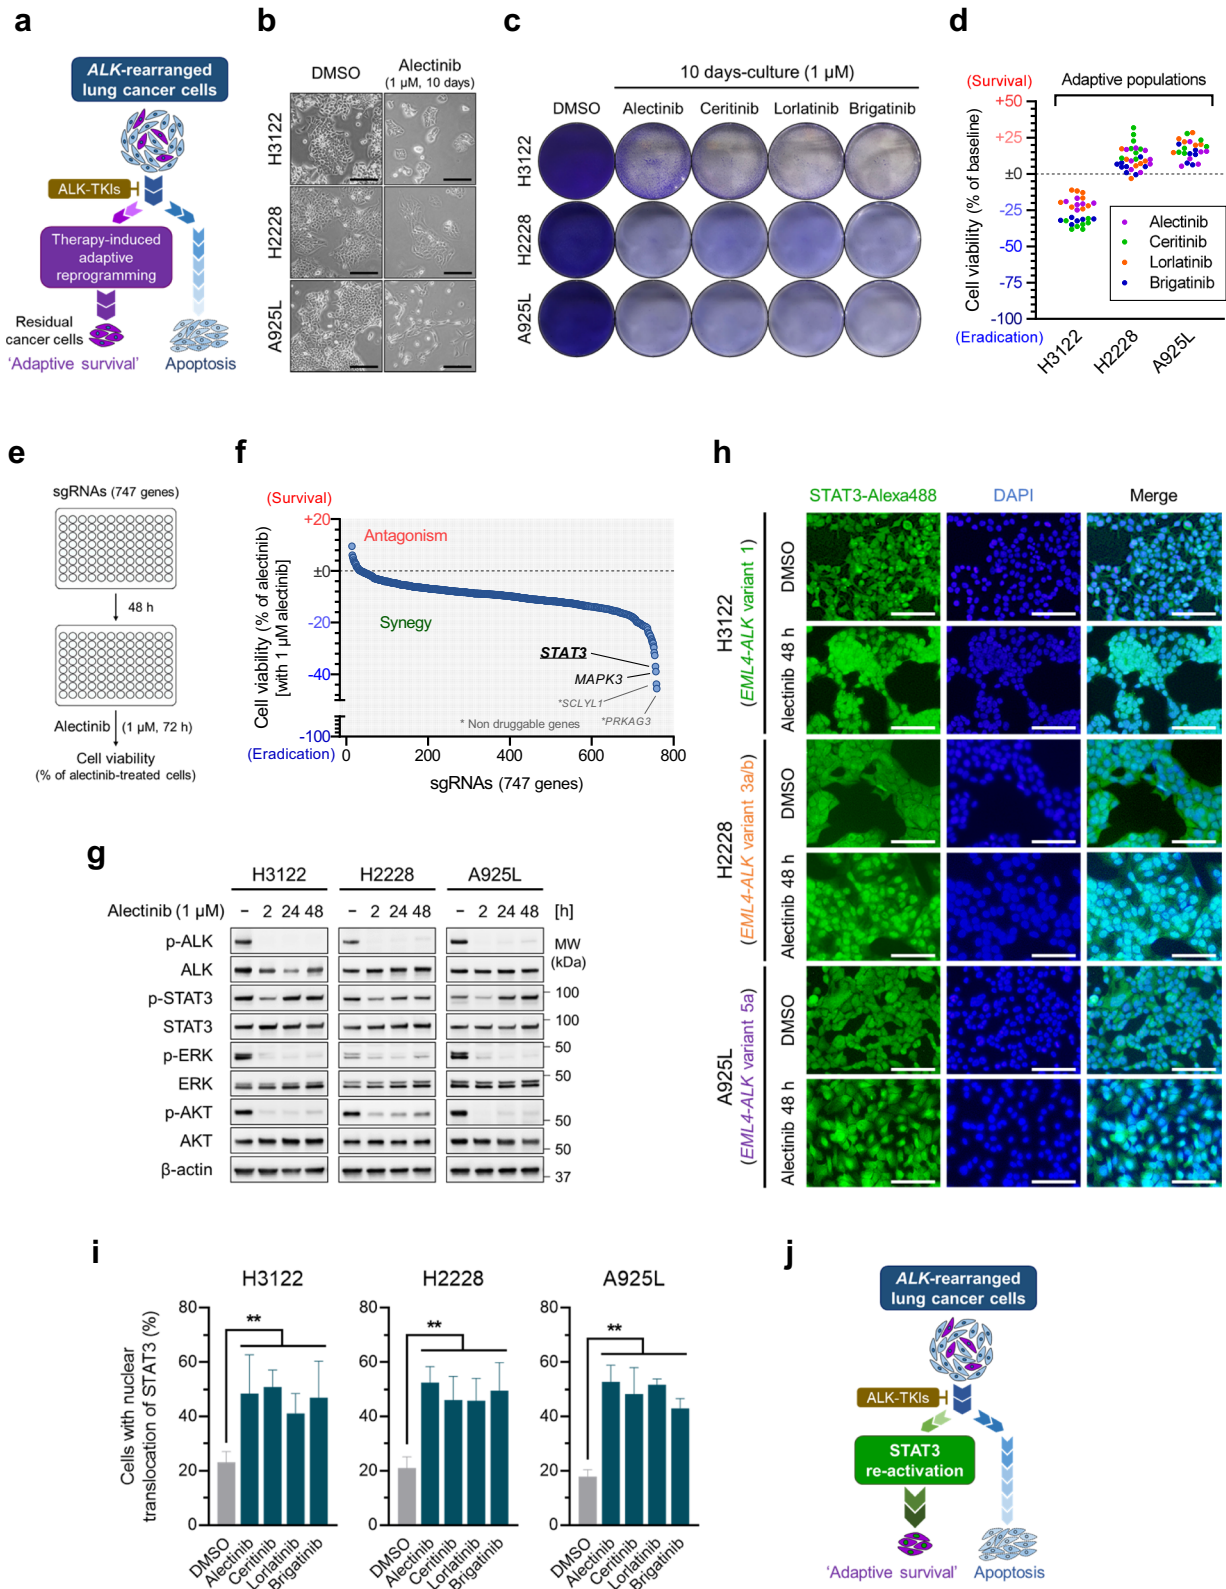 a
ALK-rearranged
lung cancer cells
ALK-TKIs
Therapy-induced
adaptive
reprogramming
Residual
cancer cells
'Adaptive survival'
Apoptosis
b
DMSO
Alectinib
(1 µM, 10 days)
H3122
H2228
A925L
c
10 days-culture (1 µM)
DMSO
Alectinib
Ceritinib
Lorlatinib
Brigatinib
H3122
H2228
A925L
d
(Survival)
Adaptive populations
Cell viability (% of baseline)
+50
+25
±0
-25
-50
-75
-100
(Eradication)
Alectinib
Ceritinib
Lorlatinib
Brigatinib
H3122
H2228
A925L
e
sgRNAs (747 genes)
48 h
Alectinib
(1 µM, 72 h)
Cell viability
(% of alectinib-treated cells)
f
(Survival)
Cell viability (% of alectinib)
[with 1 µM alectinib]
+20
±0
-20
-40
-100
(Eradication)
Antagonism
Synegy
STAT3
MAPK3
*SCLYL1
*PRKAG3
* Non druggable genes
0
200
400
600
800
sgRNAs (747 genes)
g
H3122
H2228
A925L
Alectinib (1 µM)
– 2 24 48
– 2 24 48
– 2 24 48
[h]
MW
(kDa)
p-ALK
ALK
p-STAT3
100
STAT3
100
p-ERK
50
ERK
50
p-AKT
50
AKT
50
β-actin
37
h
STAT3-Alexa488
DAPI
Merge
H3122
(EML4-ALK variant 1)
DMSO
Alectinib 48 h
H2228
(EML4-ALK variant 3a/b)
DMSO
Alectinib 48 h
A925L
(EML4-ALK variant 5a)
DMSO
Alectinib 48 h
i
Cells with nuclear
translocation of STAT3 (%)
H3122
80
60
40
20
0
**
DMSO
Alectinib
Ceritinib
Lorlatinib
Brigatinib
H2228
80
60
40
20
0
**
DMSO
Alectinib
Ceritinib
Lorlatinib
Brigatinib
A925L
80
60
40
20
0
**
DMSO
Alectinib
Ceritinib
Lorlatinib
Brigatinib
j
ALK-rearranged
lung cancer cells
ALK-TKIs
STAT3
re-activation
'Adaptive survival'
Apoptosis